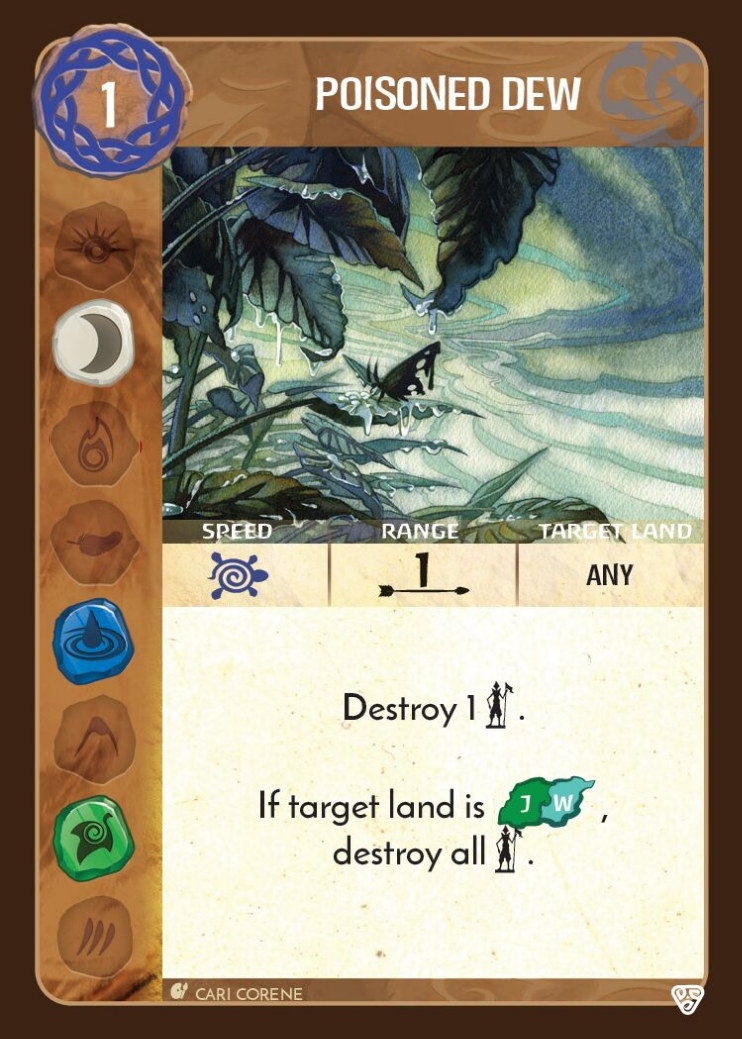 1
POISONED DEW
SPEED RANGE TARGET LAND
1 ANY
Destroy 1 .
If target land is J W ,
destroy all .
CARI CORENE